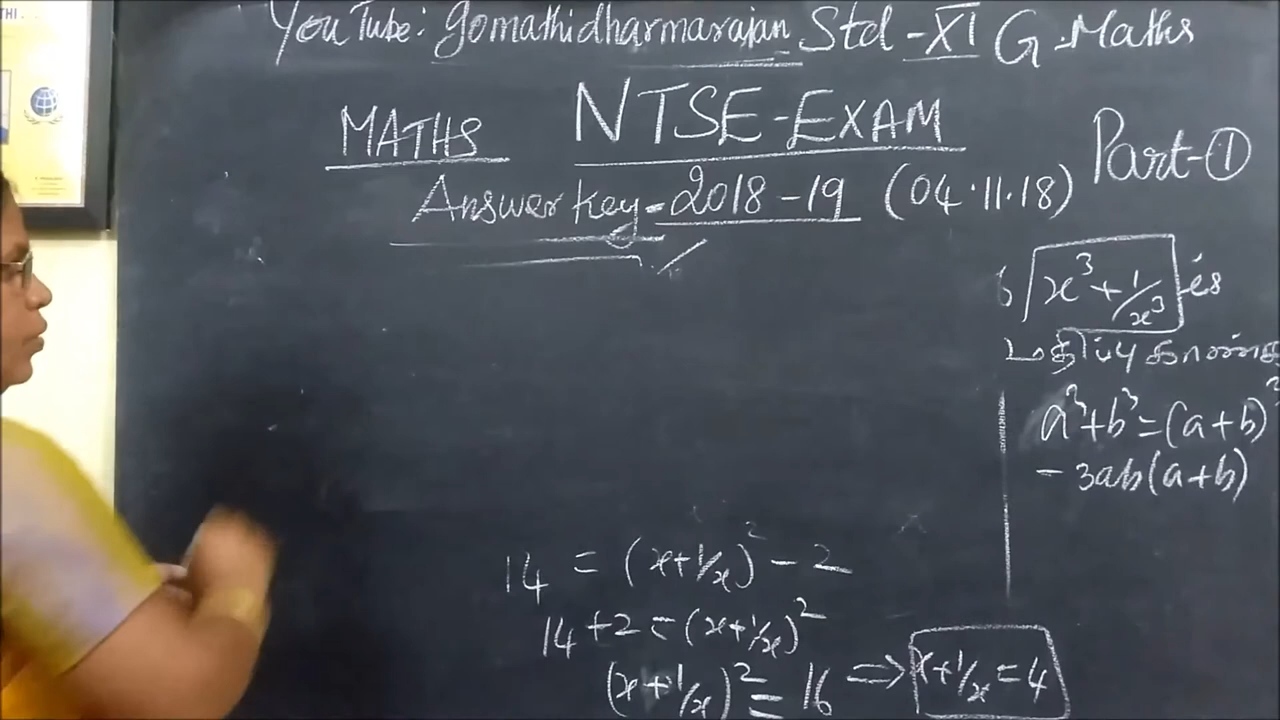 YouTube: gomathidharmarajan Std - XI G.Maths
MATHS NTSE-EXAM Part-①
Answer key - 2018-19 (04.11.18)
x³ + 1/x³
மதிப்பு காண்க
a³+b³=(a+b)
- 3ab(a+b)
14 = (x+1/x)² - 2
14 +2 = (x+1/x)²
(x+1/x)² = 16 ⇒ x+1/x = 4